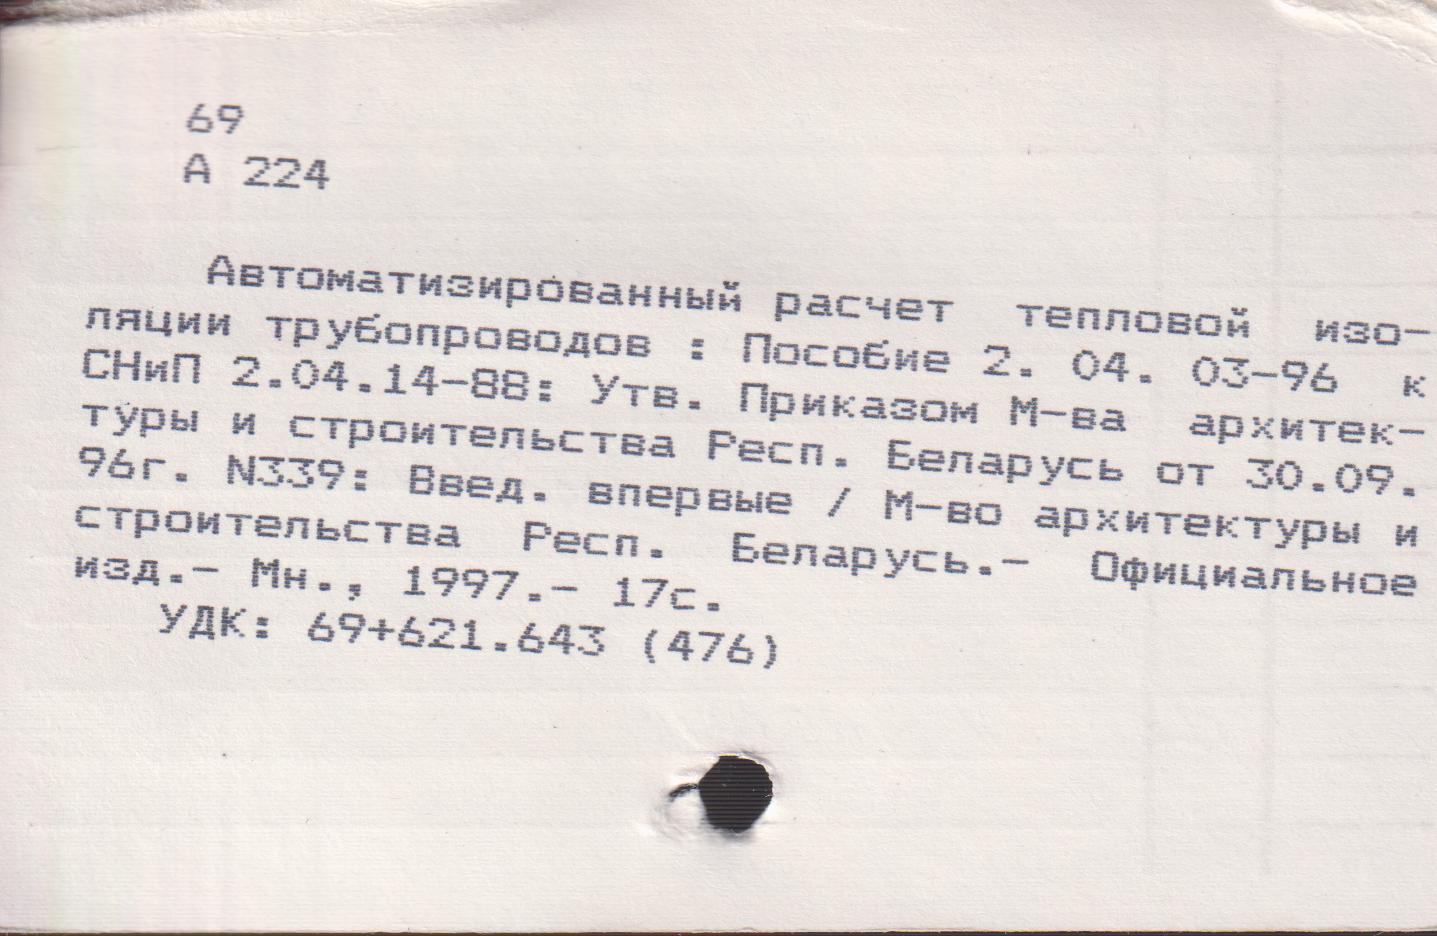 69
А 224
Автоматизированный расчет тепловой изо-
ляции трубопроводов : Пособие 2. 04. 03-96 к
СНиП 2.04.14-88: Утв. Приказом М-ва архитек-
туры и строительства Респ. Беларусь от 30.09.
96г. N339: Введ. впервые / М-во архитектуры и
строительства Респ. Беларусь.- Официальное
изд.- Мн., 1997.- 17с.
УДК: 69+621.643 (476)